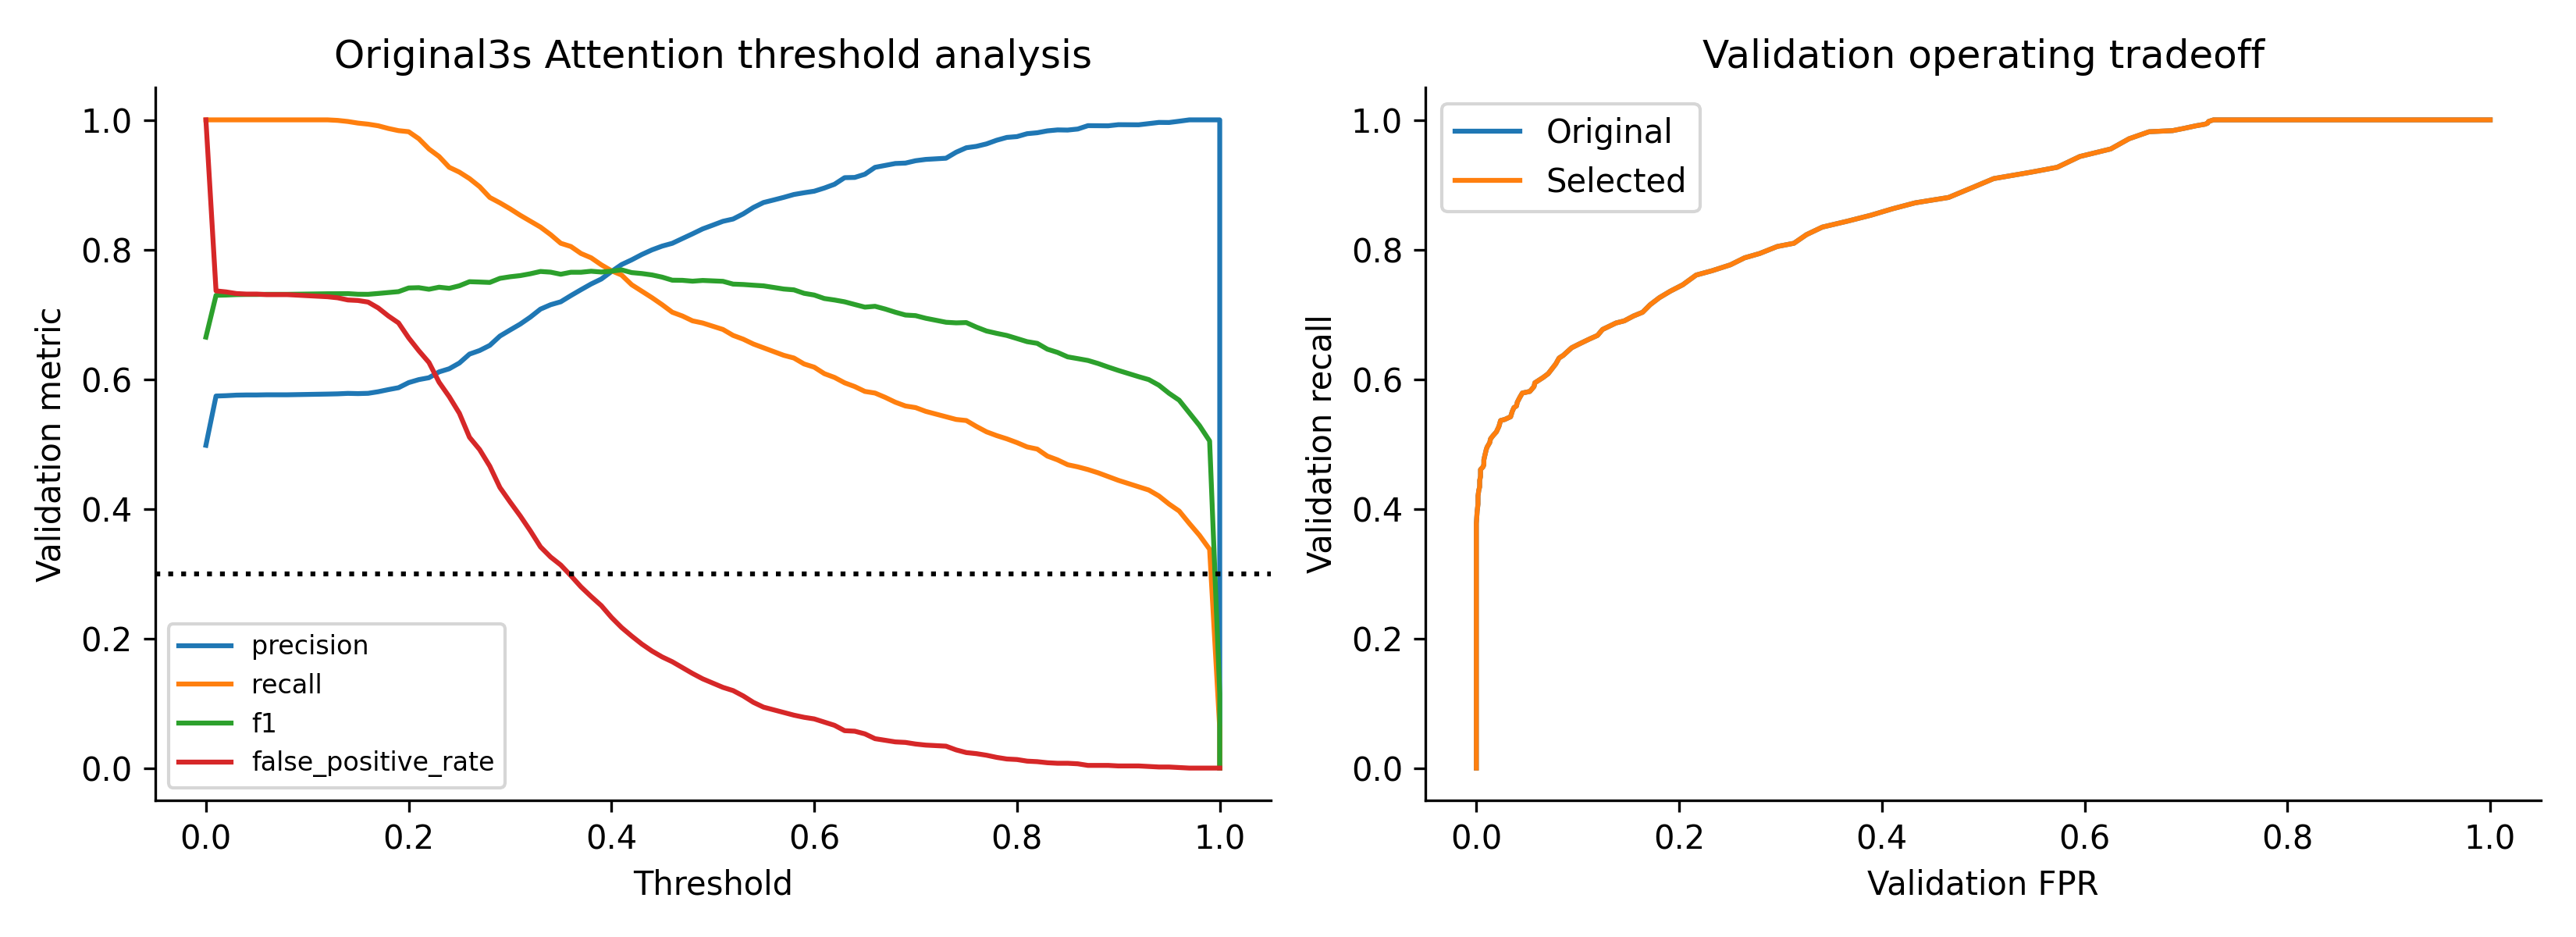 Original3s Attention threshold analysis
Validation metric
1.0
0.8
0.6
0.4
0.2
0.0
precision
recall
f1
false_positive_rate
0.0 0.2 0.4 0.6 0.8 1.0
Threshold
Validation operating tradeoff
Validation recall
1.0
0.8
0.6
0.4
0.2
0.0
Original
Selected
0.0 0.2 0.4 0.6 0.8 1.0
Validation FPR